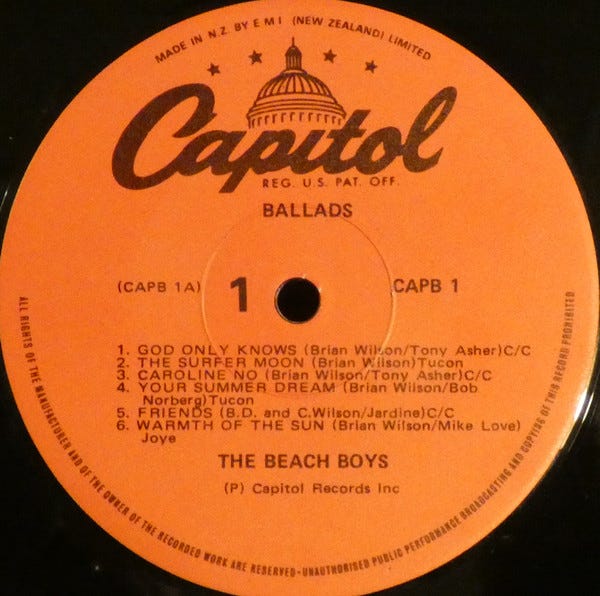 MADE IN N.Z. BY E M I (NEW ZEALAND) LIMITED
Capitol
REG. U.S. PAT. OFF.
BALLADS
(CAPB 1A) 1 CAPB 1
1. GOD ONLY KNOWS (Brian Wilson/Tony Asher)C/C
2. THE SURFER MOON (Brian Wilson)Tucon
3. CAROLINE NO (Brian Wilson/Tony Asher)C/C
4. YOUR SUMMER DREAM (Brian Wilson/Bob
Norberg)Tucon
5. FRIENDS (B.D. and C.Wilson/Jardine)C/C
6. WARMTH OF THE SUN (Brian Wilson/Mike Love)
Joye
THE BEACH BOYS
(P) Capitol Records Inc
ALL RIGHTS OF THE MANUFACTURER AND OF THE OWNER OF THE RECORDED WORK ARE RESERVED-UNAUTHORISED PUBLIC PERFORMANCE BROADCASTING AND COPYING OF THIS RECORD PROHIBITED